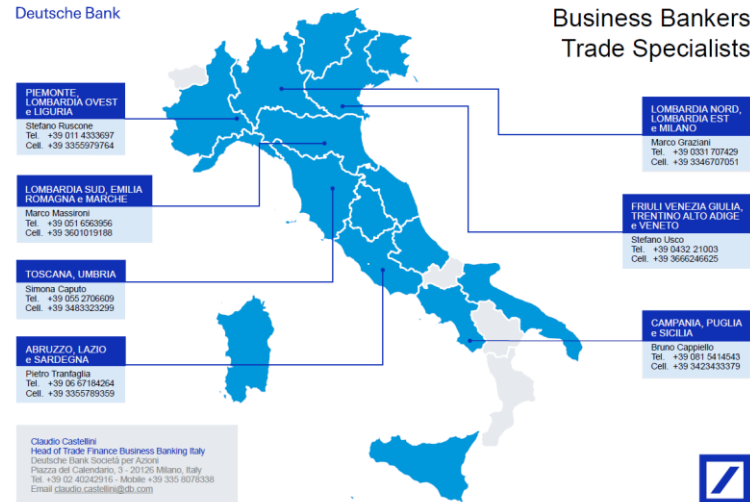 Deutsche Bank
Business Bankers
Trade Specialists
PIEMONTE,
LOMBARDIA OVEST
e LIGURIA
Stefano Ruscone
Tel. +39 011 4333697
Cell. +39 3355979764
LOMBARDIA SUD, EMILIA
ROMAGNA e MARCHE
Marco Massironi
Tel. +39 051 6563956
Cell. +39 3601019188
TOSCANA, UMBRIA
Simona Caputo
Tel. +39 055 2706609
Cell. +39 3483323299
ABRUZZO, LAZIO
e SARDEGNA
Pietro Tranfaglia
Tel. +39 06 67184264
Cell. +39 3355789359
LOMBARDIA NORD,
LOMBARDIA EST
e MILANO
Marco Graziani
Tel. +39 0331 707429
Cell. +39 3346707051
FRIULI VENEZIA GIULIA,
TRENTINO ALTO ADIGE
e VENETO
Stefano Usco
Tel. +39 0432 21003
Cell. +39 3666246625
CAMPANIA, PUGLIA
e SICILIA
Bruno Cappiello
Tel. +39 081 5414543
Cell. +39 3423433379
Claudio Castellini
Head of Trade Finance Business Banking Italy
Deutsche Bank Società per Azioni
Piazza del Calendario, 3 - 20126 Milano, Italy
Tel. +39 02 40242916 - Mobile +39 335 8078338
Email claudio.castellini@db.com